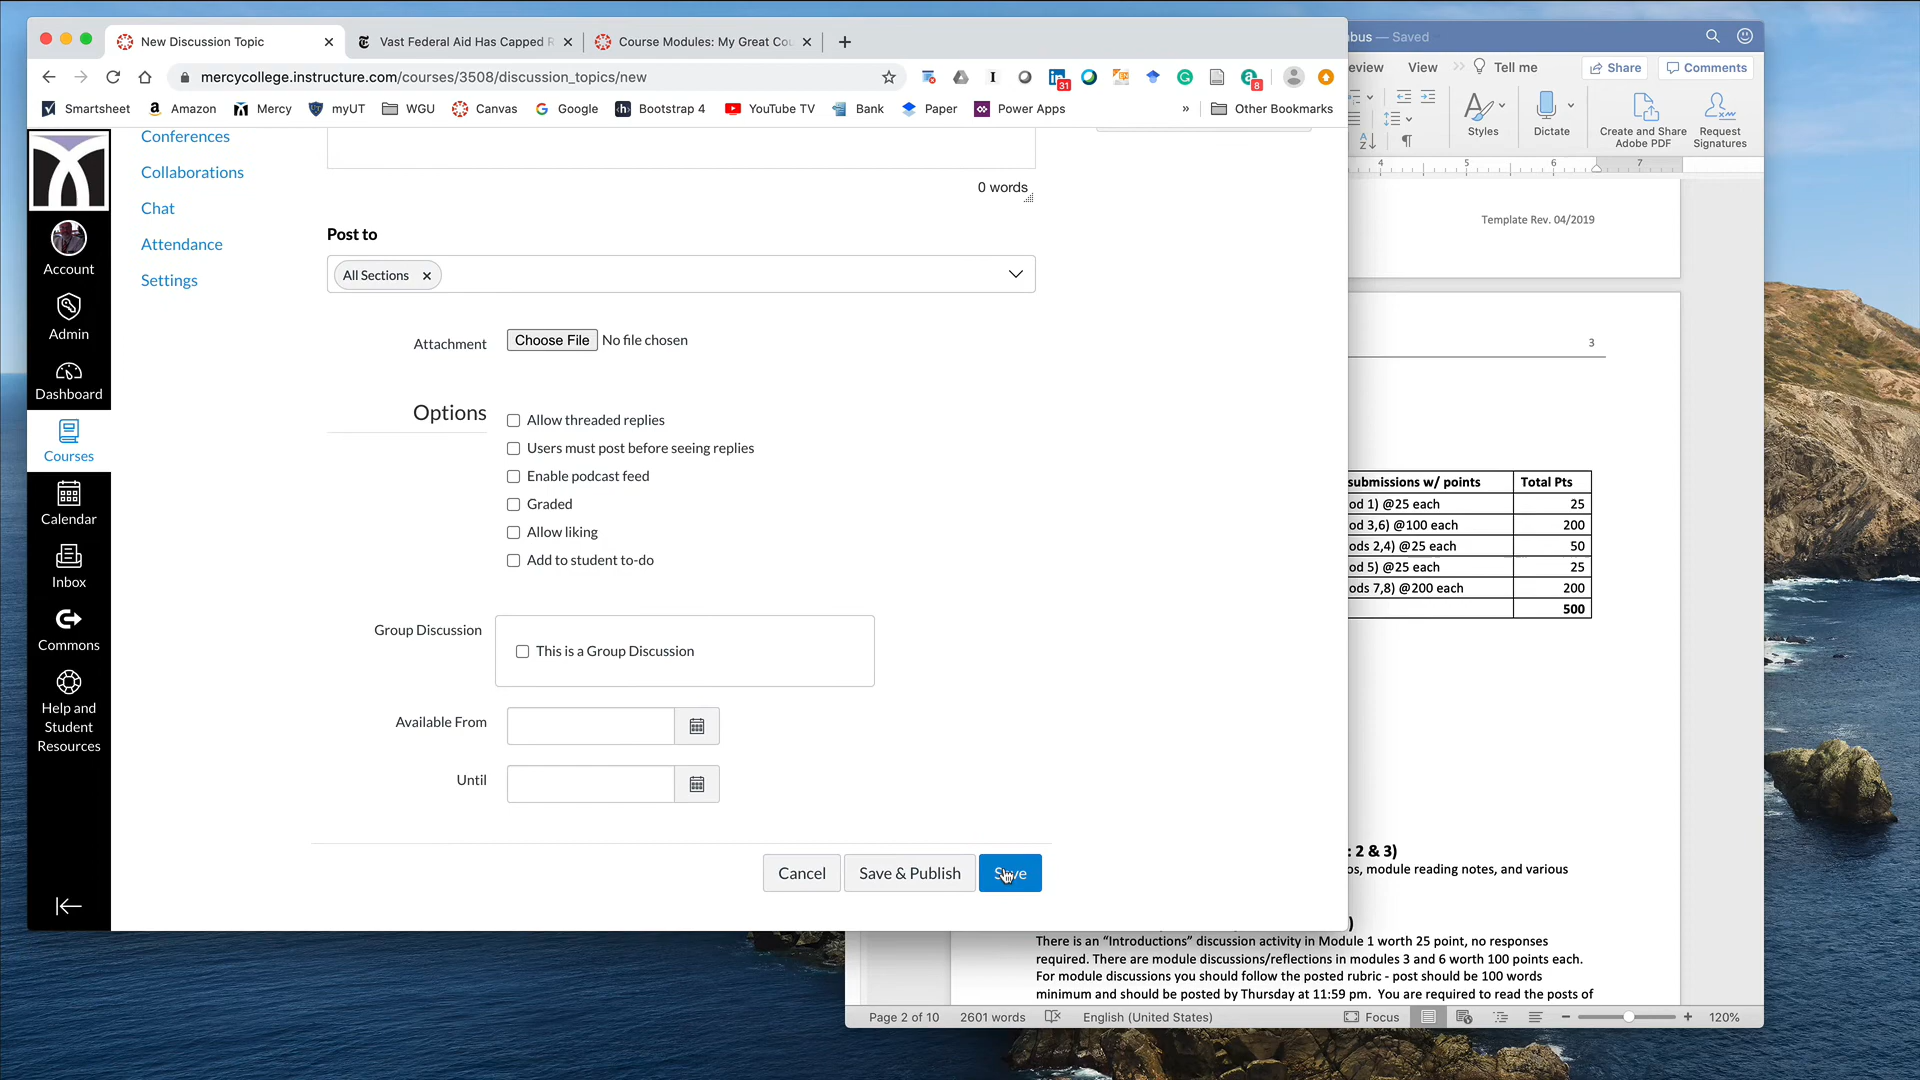 New Discussion Topic
Vast Federal Aid Has Capped R
Course Modules: My Great Cou
mercycollege.instructure.com/courses/3508/discussion_topics/new
31
8
Smartsheet
Amazon
Mercy
myUT
WGU
Canvas
Google
Bootstrap 4
YouTube TV
Bank
Paper
Power Apps
»
Other Bookmarks
Account
Admin
Dashboard
Courses
Calendar
Inbox
Commons
Help and
Student
Resources
Conferences
Collaborations
Chat
Attendance
Settings
0 words
Post to
All Sections
Attachment
Choose File No file chosen
Options
Allow threaded replies
Users must post before seeing replies
Enable podcast feed
Graded
Allow liking
Add to student to-do
Group Discussion
This is a Group Discussion
Available From
Until
Cancel
Save & Publish
Save
bus — Saved
eview
View
Tell me
Share
Comments
Styles
Dictate
Create and Share
Adobe PDF
Request
Signatures
4 5 6 7
Template Rev. 04/2019
3
submissions w/ points Total Pts
od 1) @25 each 25
od 3,6) @100 each 200
ods 2,4) @25 each 50
od 5) @25 each 25
ods 7,8) @200 each 200
500
: 2 & 3)
os, module reading notes, and various
)
There is an “Introductions” discussion activity in Module 1 worth 25 point, no responses
required. There are module discussions/reflections in modules 3 and 6 worth 100 points each.
For module discussions you should follow the posted rubric - post should be 100 words
minimum and should be posted by Thursday at 11:59 pm. You are required to read the posts of
Page 2 of 10
2601 words
English (United States)
Focus
120%